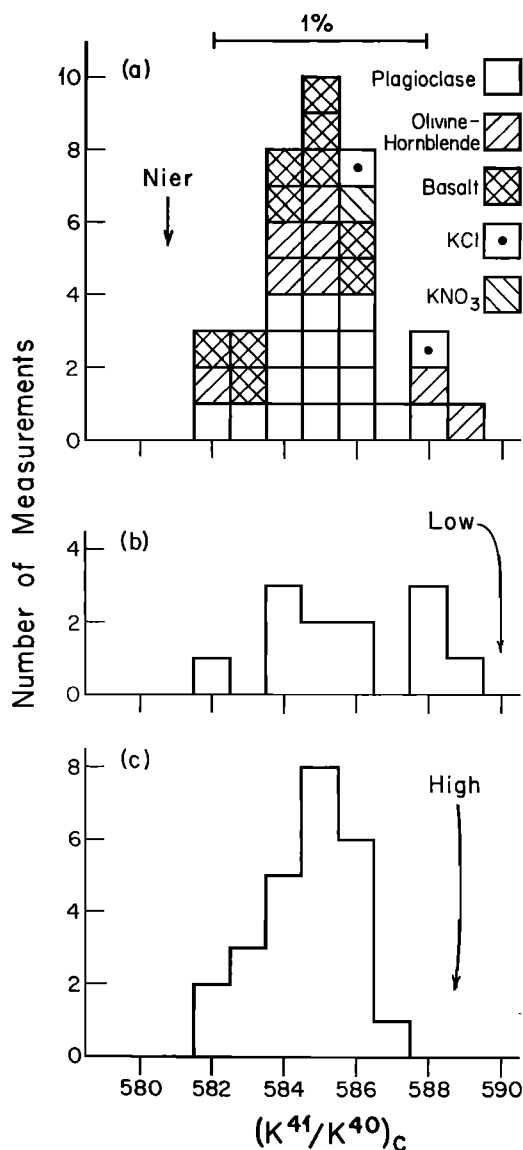 1%
(a)
10
8
6
4
2
0
Nier
Plagioclase
Olivine-
Hornblende
Basalt
KCl
KNO₃
Number of Measurements
(b)
4
2
0
Low
(c)
8
6
4
2
0
High
580 582 584 586 588 590
(K⁴¹/K⁴⁰)c